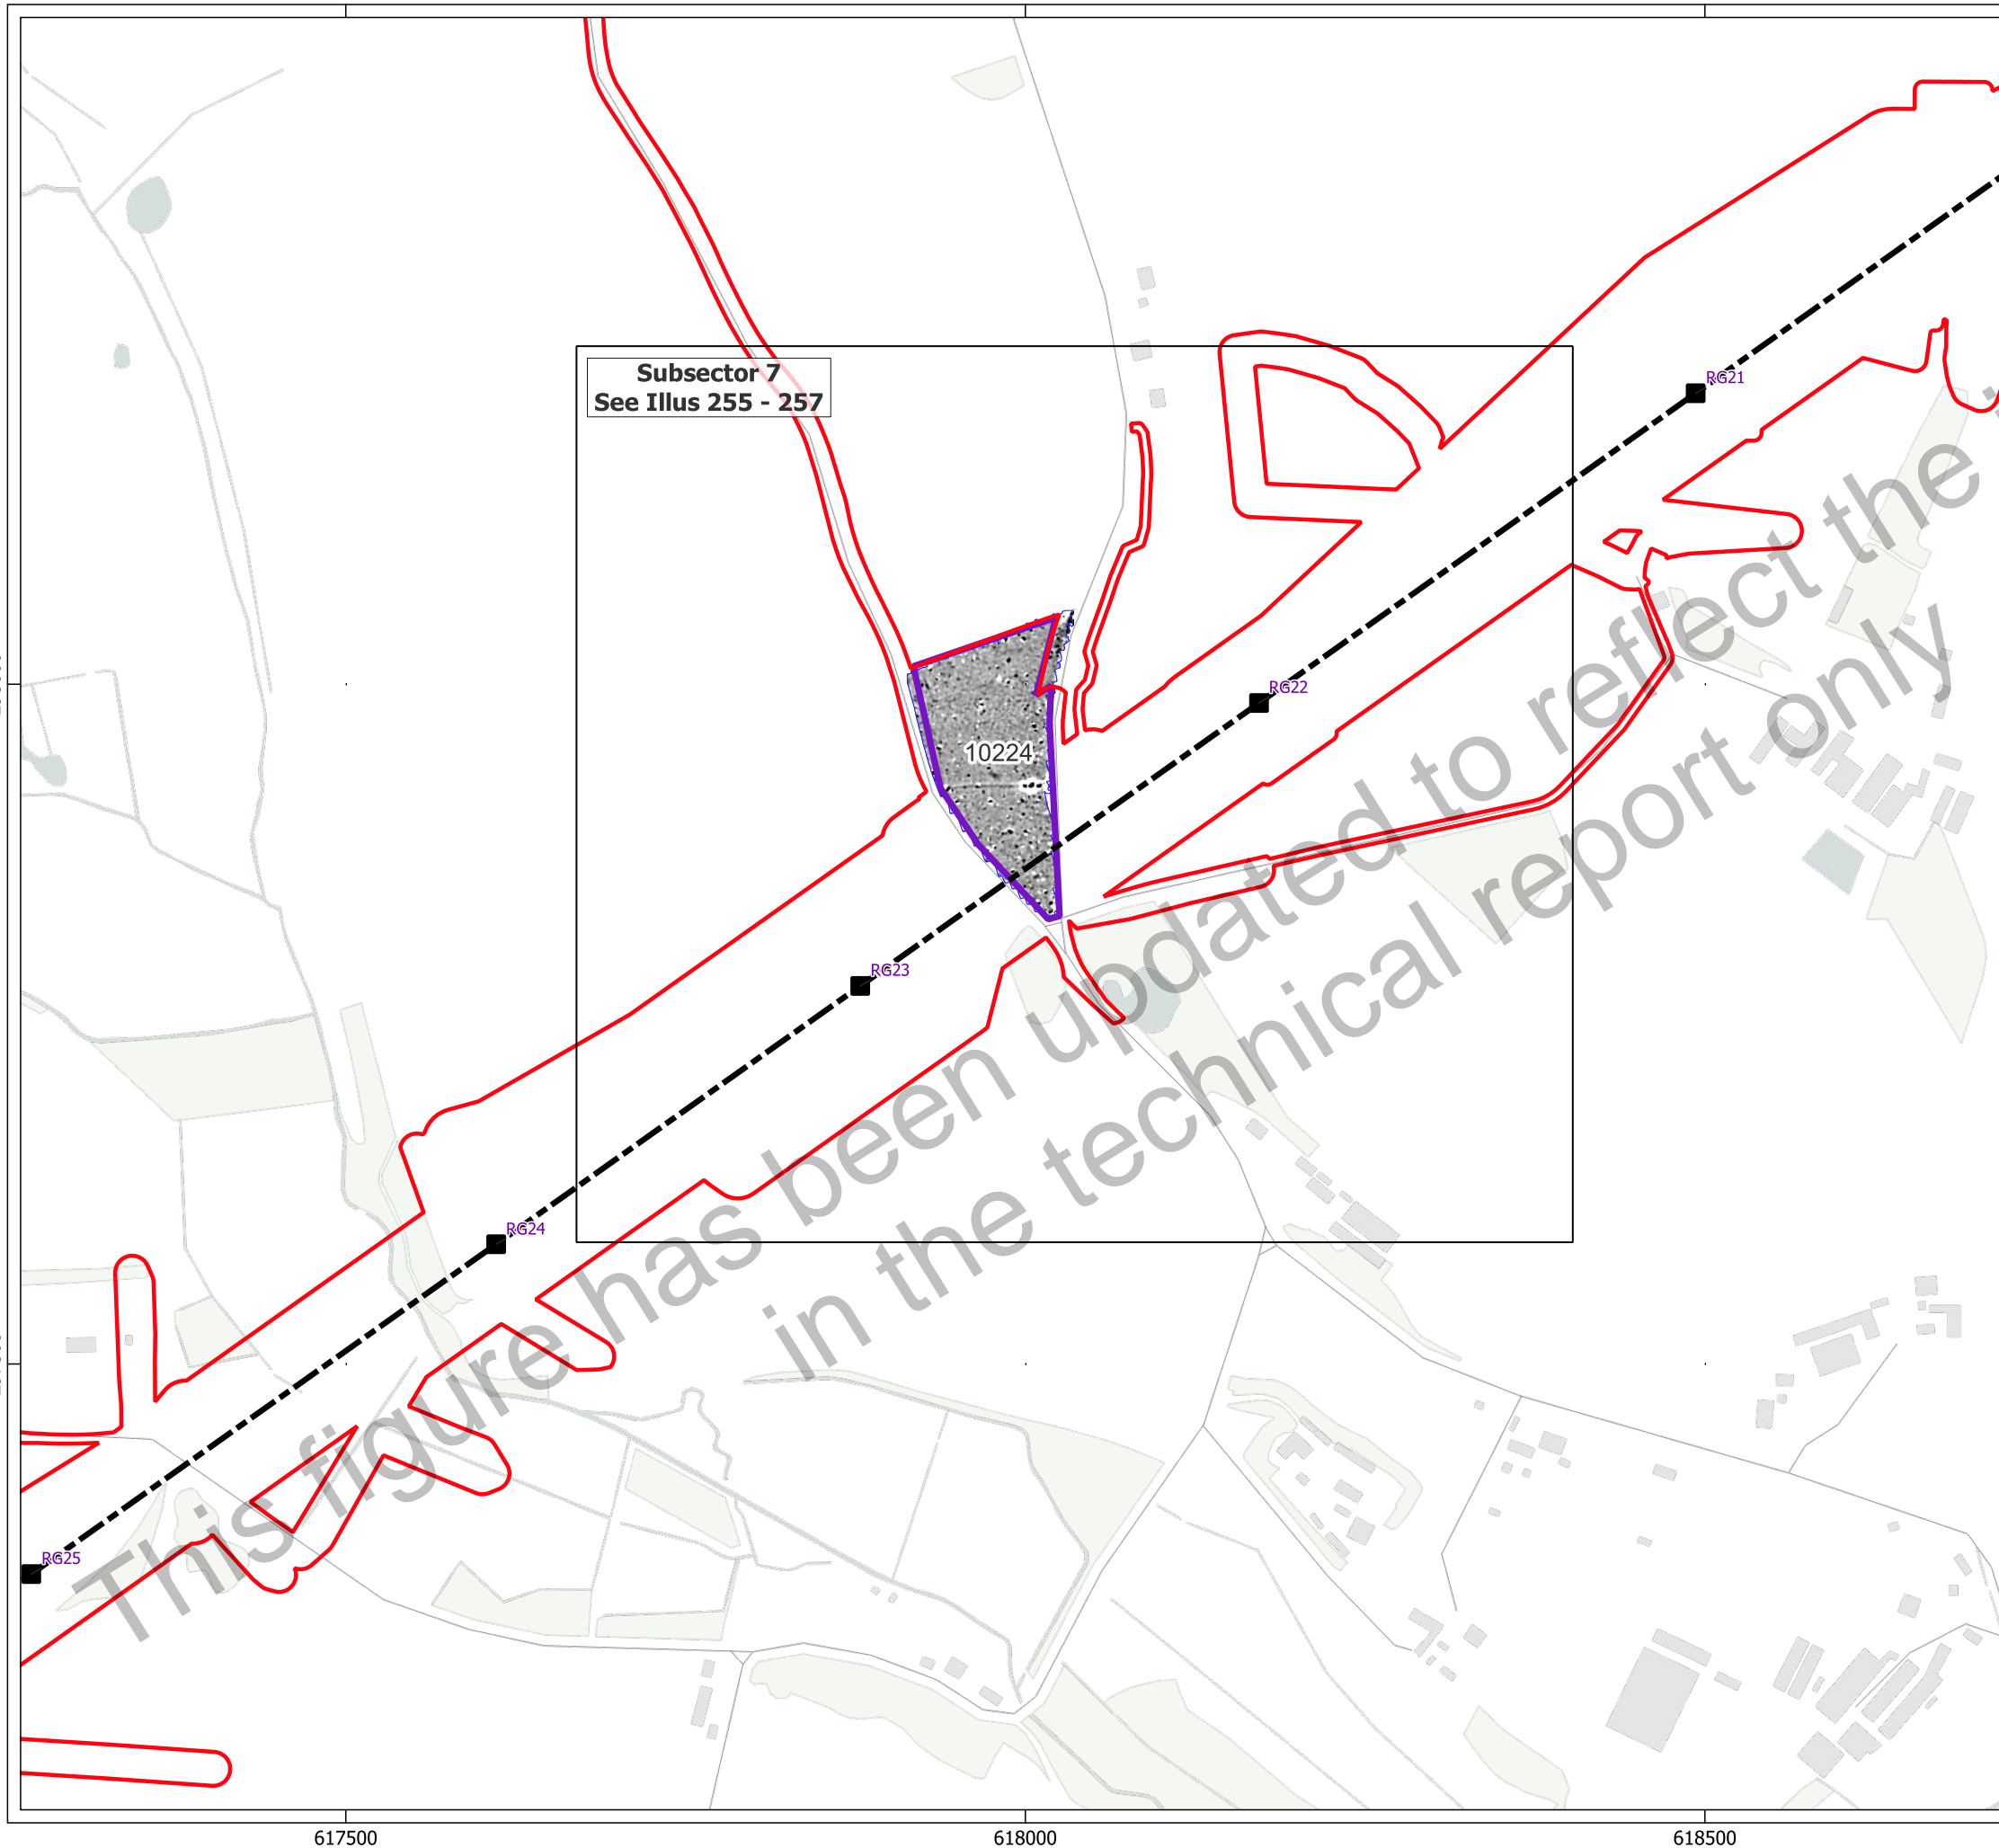 Subsector 7
See Illus 255 - 257
RG21
RG22
10224
RG23
RG24
RG25
This figure has been updated to reflect the
in the technical report only
617500
618000
618500